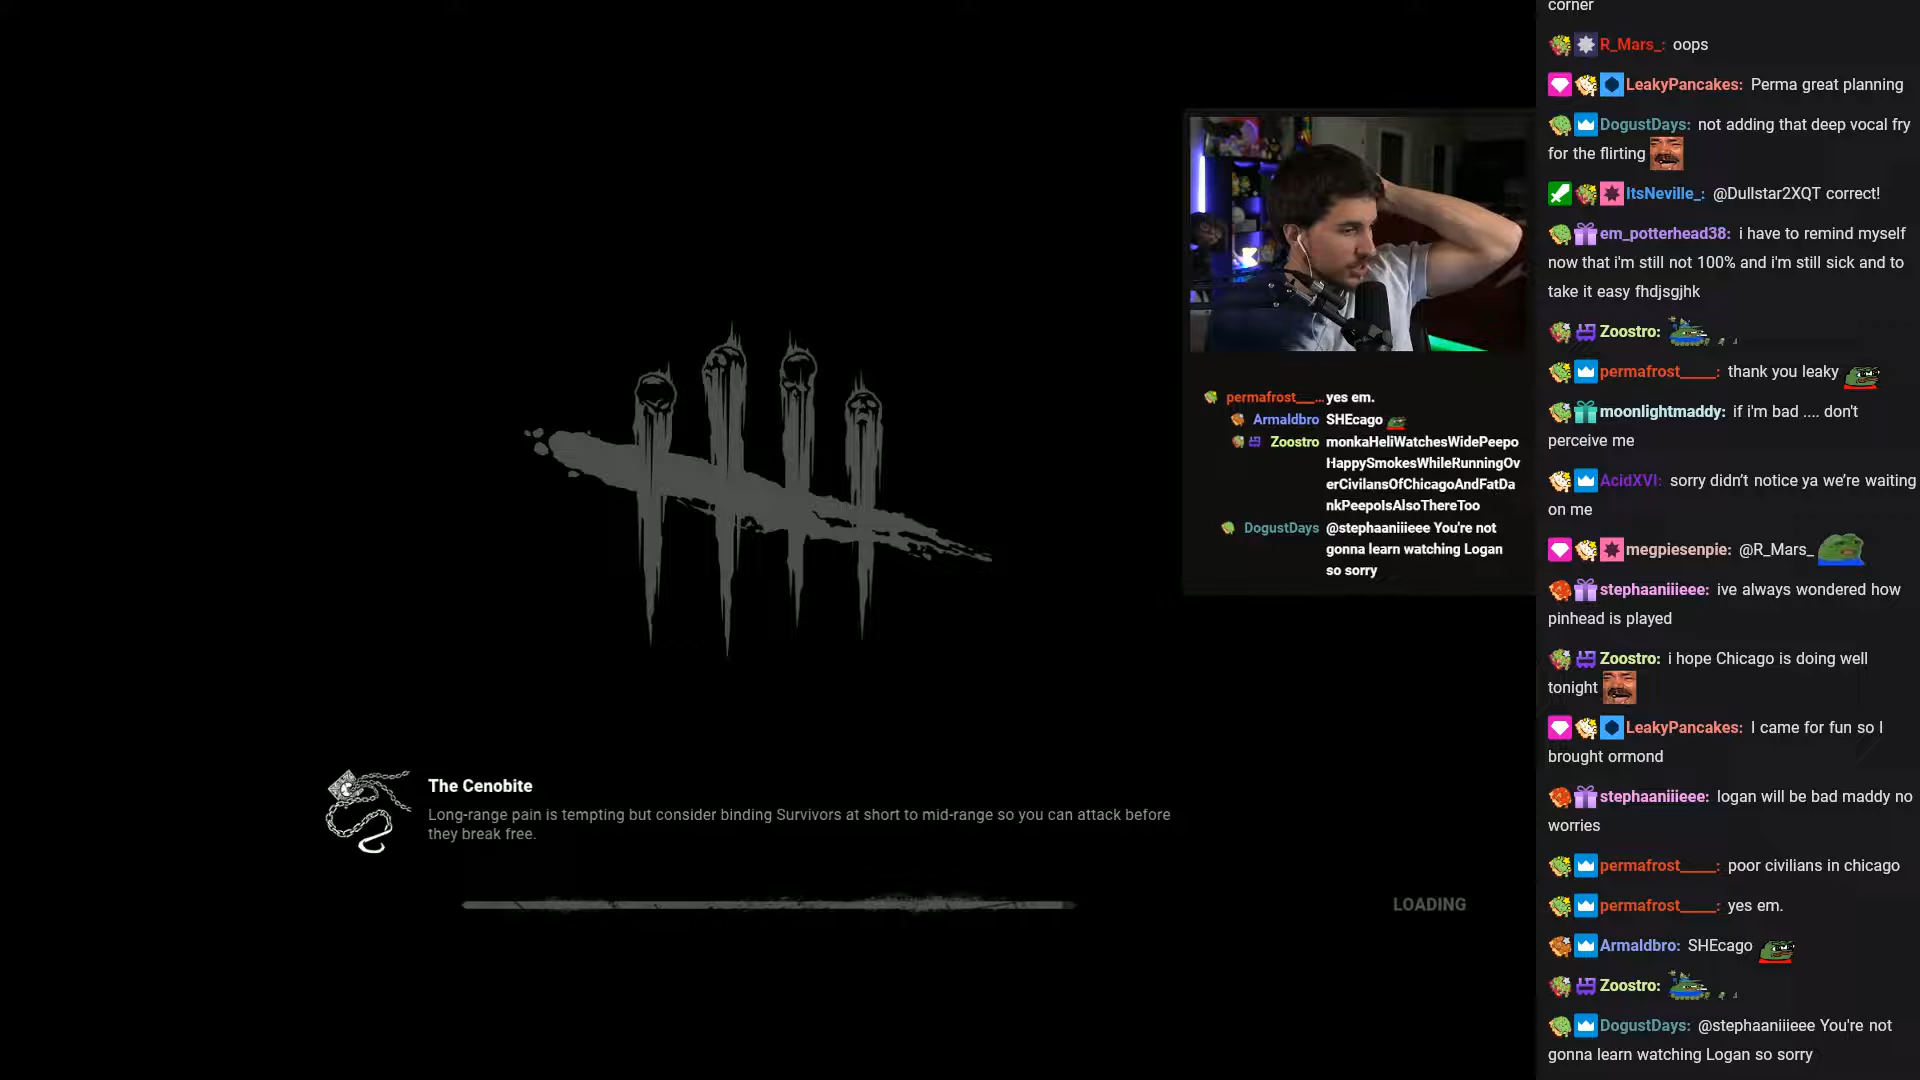 The Cenobite
Long-range pain is tempting but consider binding Survivors at short to mid-range so you can attack before
they break free.
LOADING
permafrost___... yes em.
Armaldbro SHEcago
Zoostro monkaHeliWatchesWidePeepo
HappySmokesWhileRunningOv
erCivilansOfChicagoAndFatDa
nkPeepoIsAlsoThereToo
DogustDays @stephaaniiieee You're not
gonna learn watching Logan
so sorry
corner
R_Mars_: oops
LeakyPancakes: Perma great planning
DogustDays: not adding that deep vocal fry
for the flirting
ItsNeville_: @Dullstar2XQT correct!
em_potterhead38: i have to remind myself
now that i'm still not 100% and i'm still sick and to
take it easy fhdjsgjhk
Zoostro:
permafrost_____: thank you leaky
moonlightmaddy: if i'm bad .... don't
perceive me
AcidXVI: sorry didn’t notice ya we’re waiting
on me
megpiesenpie: @R_Mars_
stephaaniiieee: ive always wondered how
pinhead is played
Zoostro: i hope Chicago is doing well
tonight
LeakyPancakes: I came for fun so I
brought ormond
stephaaniiieee: logan will be bad maddy no
worries
permafrost_____: poor civilians in chicago
permafrost_____: yes em.
Armaldbro: SHEcago
Zoostro:
DogustDays: @stephaaniiieee You're not
gonna learn watching Logan so sorry